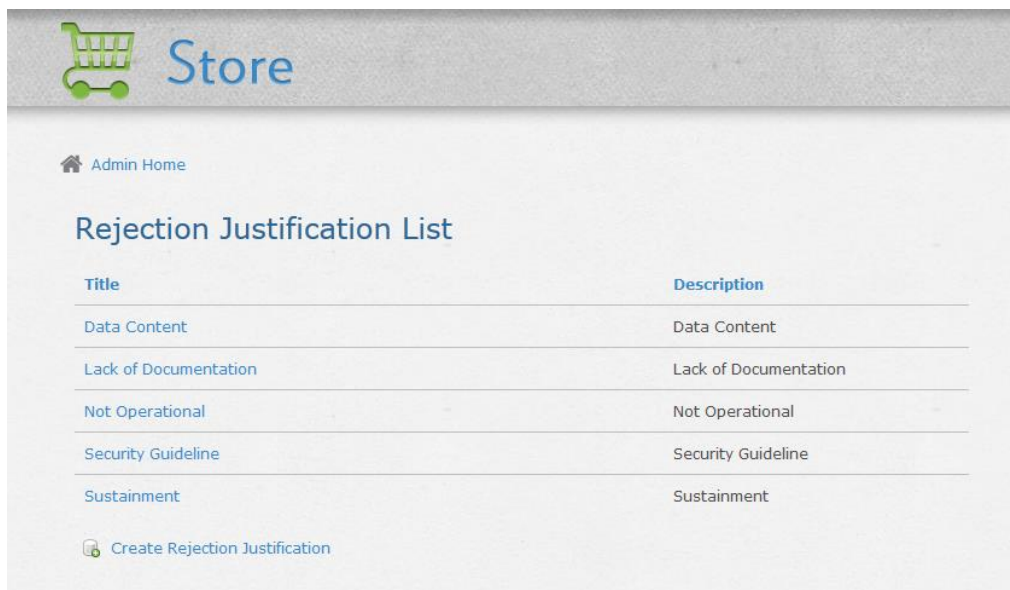 Store
Admin Home
Rejection Justification List
Title Description
Data Content Data Content
Lack of Documentation Lack of Documentation
Not Operational Not Operational
Security Guideline Security Guideline
Sustainment Sustainment
Create Rejection Justification